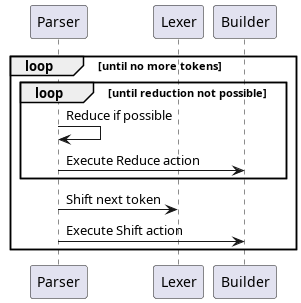 Parser Lexer Builder
loop [until no more tokens]
loop [until reduction not possible]
Reduce if possible
Execute Reduce action
Shift next token
Execute Shift action
Parser Lexer Builder